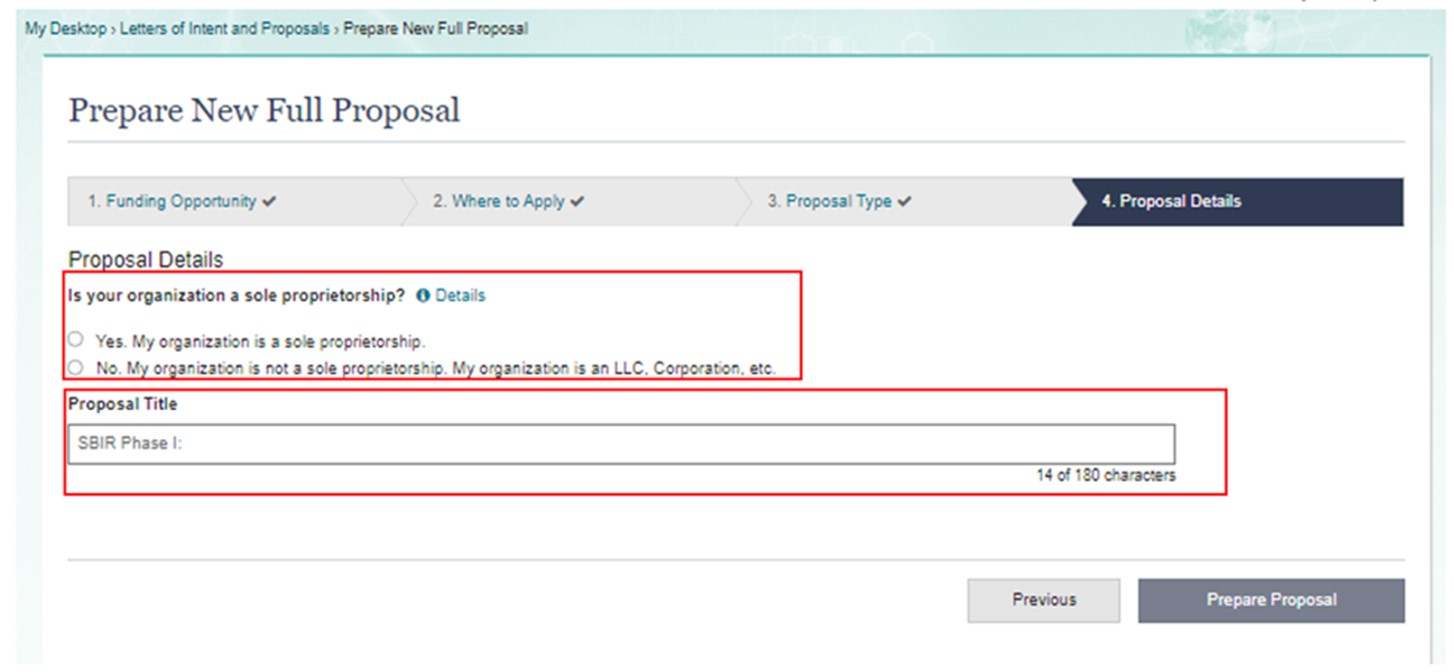 My Desktop › Letters of Intent and Proposals › Prepare New Full Proposal
Prepare New Full Proposal
1. Funding Opportunity ✔ 2. Where to Apply ✔ 3. Proposal Type ✔ 4. Proposal Details
Proposal Details
Is your organization a sole proprietorship? Details
Yes. My organization is a sole proprietorship.
No. My organization is not a sole proprietorship. My organization is an LLC, Corporation, etc.
Proposal Title
SBIR Phase I:
14 of 180 characters
Previous Prepare Proposal